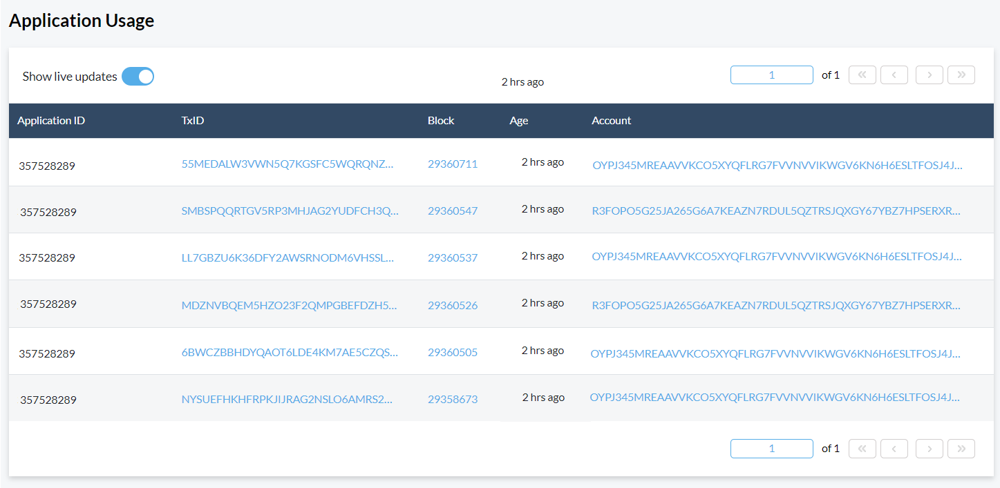 Application Usage
Show live updates
2 hrs ago
1 of 1
Application ID TxID Block Age Account
357528289 55MEDALW3VWN5Q7KGSFC5WQRQNZ... 29360711 2 hrs ago OYPJ345MREAAVVKCO5XYQFLRG7FVVNVVIKWGV6KN6H6ESLTFOSJ4J...
357528289 SMBSPQQRTGV5RP3MHJAG2YUDFCH3Q... 29360547 2 hrs ago R3FOPO5G25JA265G6A7KEAZN7RDUL5QZTRSJQXGY67YBZ7HPSERXR...
357528289 LL7GBZU6K36DFY2AWSRNODM6VHSSL... 29360537 2 hrs ago OYPJ345MREAAVVKCO5XYQFLRG7FVVNVVIKWGV6KN6H6ESLTFOSJ4J...
357528289 MDZNVBQEM5HZO23F2QMPGBEFDZH5... 29360526 2 hrs ago R3FOPO5G25JA265G6A7KEAZN7RDUL5QZTRSJQXGY67YBZ7HPSERXR...
357528289 6BWCZBBHDYQAOT6LDE4KM7AE5CZQS... 29360505 2 hrs ago OYPJ345MREAAVVKCO5XYQFLRG7FVVNVVIKWGV6KN6H6ESLTFOSJ4J...
357528289 NYSUEFHKHFRPKJIJRAG2NSLO6AMRS2... 29358673 2 hrs ago OYPJ345MREAAVVKCO5XYQFLRG7FVVNVVIKWGV6KN6H6ESLTFOSJ4J...
1 of 1